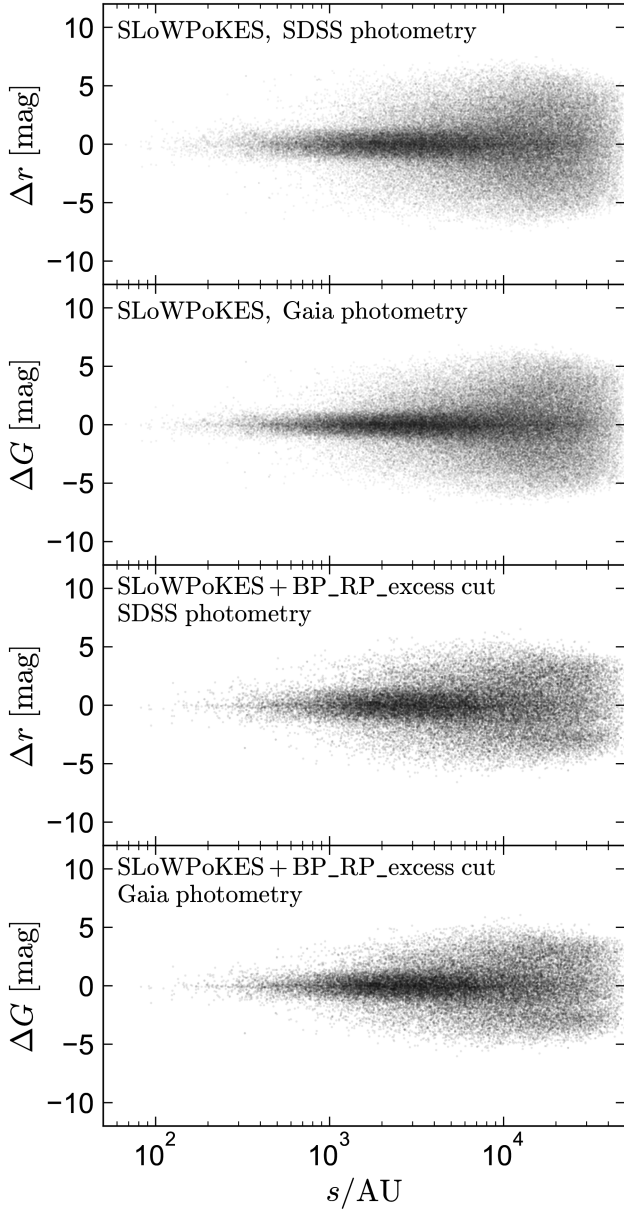 10
SLoWPoKES, SDSS photometry
5
0
−5
−10
Δr [mag]
10
SLoWPoKES, Gaia photometry
5
0
−5
−10
ΔG [mag]
10
SLoWPoKES + BP_RP_excess cut
SDSS photometry
5
0
−5
−10
Δr [mag]
10
SLoWPoKES + BP_RP_excess cut
Gaia photometry
5
0
−5
−10
ΔG [mag]
10² 10³ 10⁴
s/AU